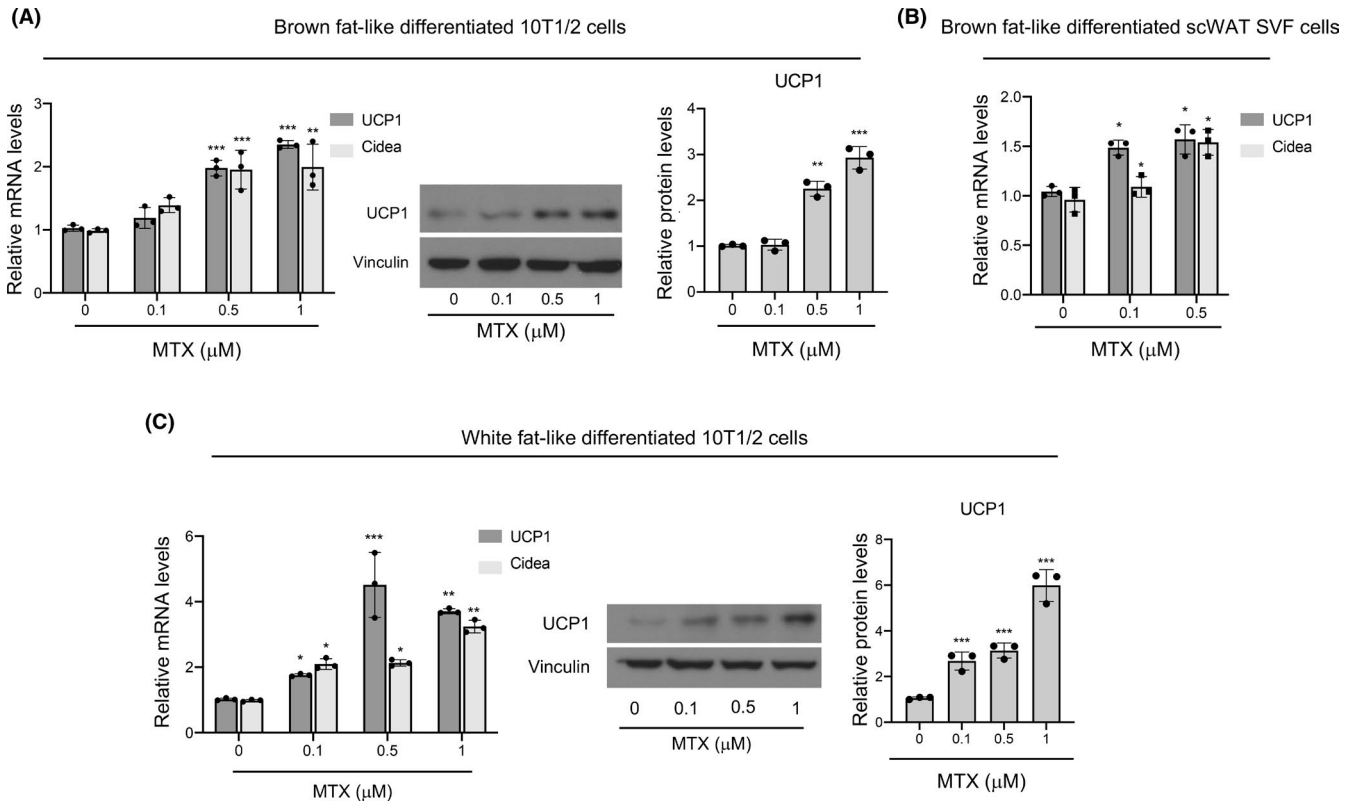 (A)
Brown fat-like differentiated 10T1/2 cells
Relative mRNA levels
3
2
1
0
*** *** *** **
UCP1
Cidea
0 0.1 0.5 1
MTX (μM)
UCP1
Vinculin
0 0.1 0.5 1
MTX (μM)
UCP1
Relative protein levels
4
3
2
1
0
** ***
0 0.1 0.5 1
MTX (μM)
(B)
Brown fat-like differentiated scWAT SVF cells
Relative mRNA levels
2.0
1.5
1.0
0.5
0.0
* * * *
UCP1
Cidea
0 0.1 0.5
MTX (μM)
(C)
White fat-like differentiated 10T1/2 cells
Relative mRNA levels
6
4
2
0
* * *** * ** **
UCP1
Cidea
0 0.1 0.5 1
MTX (μM)
UCP1
Vinculin
0 0.1 0.5 1
MTX (μM)
UCP1
Relative protein levels
8
6
4
2
0
*** *** ***
0 0.1 0.5 1
MTX (μM)